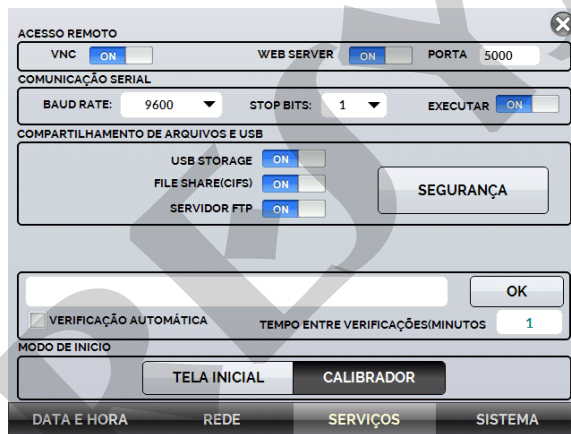 ACESSO REMOTO
VNC ON WEB SERVER ON PORTA 5000
COMUNICAÇÃO SERIAL
BAUD RATE: 9600 STOP BITS: 1 EXECUTAR ON
COMPARTILHAMENTO DE ARQUIVOS E USB
USB STORAGE ON
FILE SHARE(CIFS) ON
SEGURANÇA
SERVIDOR FTP ON
OK
VERIFICAÇÃO AUTOMÁTICA TEMPO ENTRE VERIFICAÇÕES(MINUTOS 1
MODO DE INICIO
TELA INICIAL CALIBRADOR
DATA E HORA REDE SERVIÇOS SISTEMA